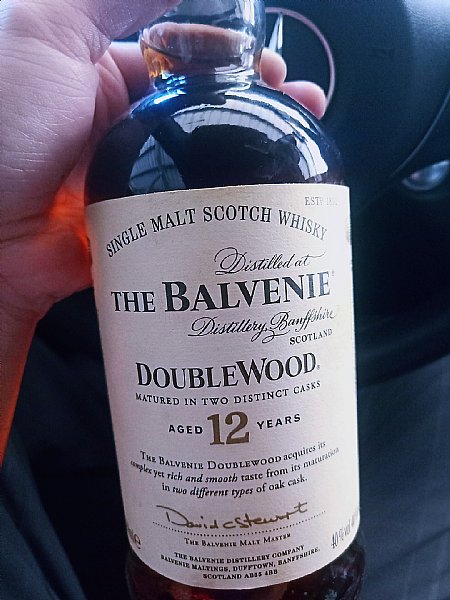 ESTD
SINGLE MALT SCOTCH WHISKY
Distilled at
THE BALVENIE®
Distillery, Banffshire
SCOTLAND
DOUBLEWOOD®
MATURED IN TWO DISTINCT CASKS
AGED 12 YEARS
THE BALVENIE DOUBLEWOOD acquires its
complex yet rich and smooth taste from its maturation
in two different types of oak cask.
David C Stewart
THE BALVENIE MALT MASTER
40%vol
THE BALVENIE DISTILLERY COMPANY
BALVENIE MALTINGS, DUFFTOWN, BANFFSHIRE,
SCOTLAND AB55 4BB